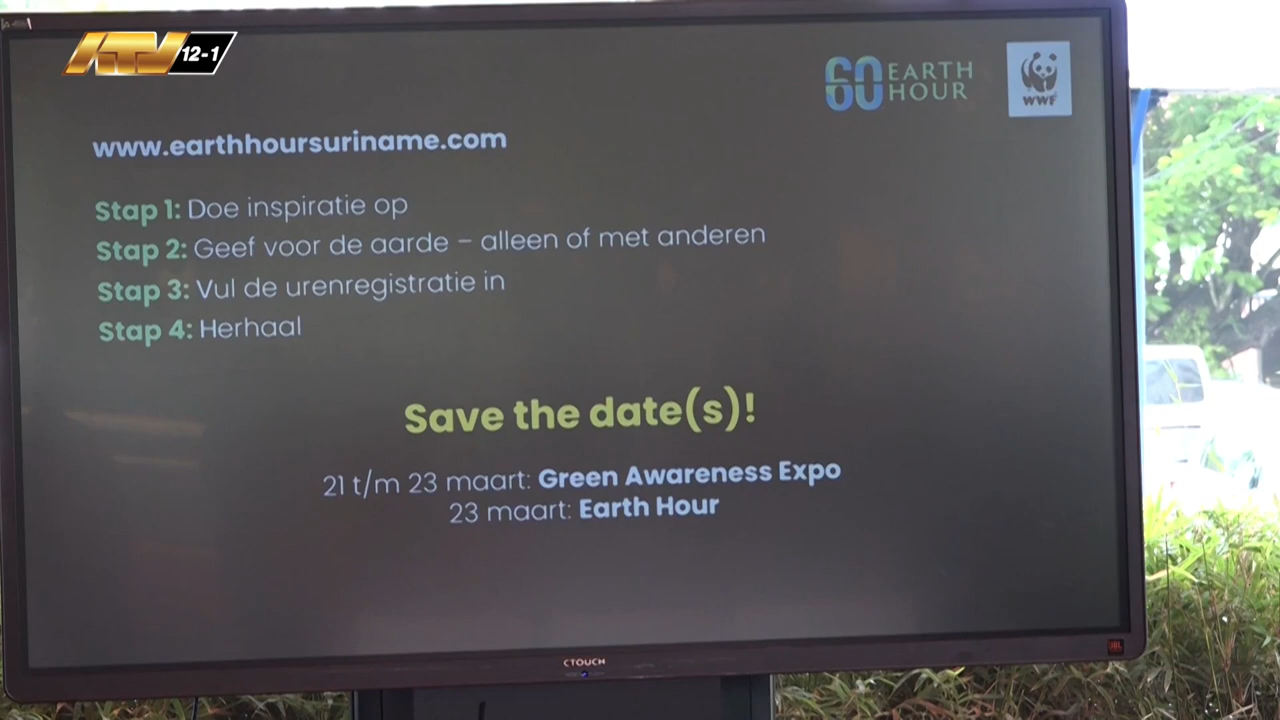 ATV 12-1
60 EARTH HOUR
WWF
www.earthhoursuriname.com
Stap 1: Doe inspiratie op
Stap 2: Geef voor de aarde – alleen of met anderen
Stap 3: Vul de urenregistratie in
Stap 4: Herhaal
Save the date(s)!
21 t/m 23 maart: Green Awareness Expo
23 maart: Earth Hour
CTOUCH
JBL